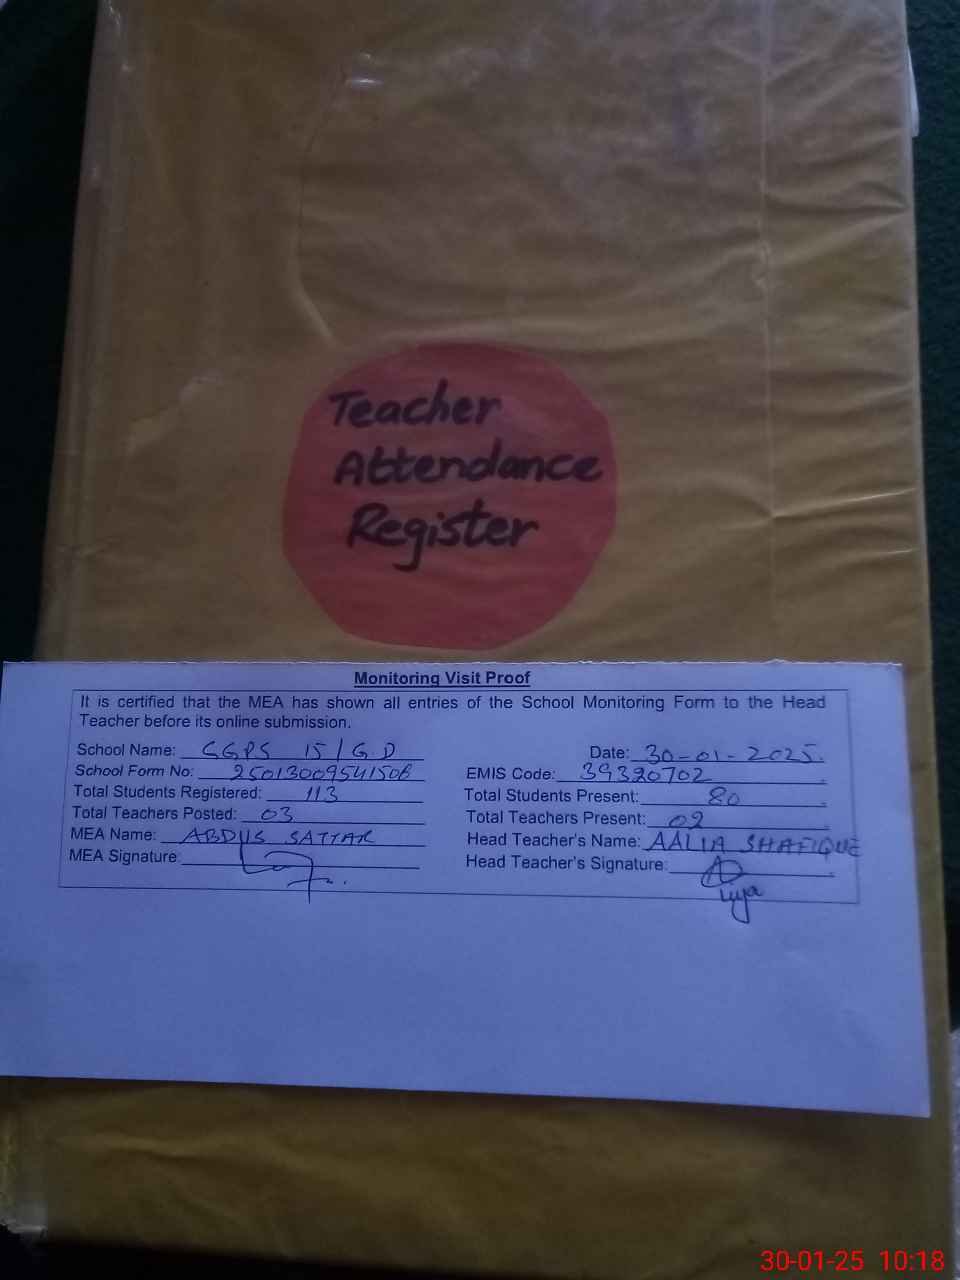 Teacher
Attendance
Register
Monitoring Visit Proof
It is certified that the MEA has shown all entries of the School Monitoring Form to the Head
Teacher before its online submission.
School Name: GGPS 15/G.D Date: 30-01-2025.
School Form No: 25013009541506 EMIS Code: 39320702
Total Students Registered: 113 Total Students Present: 80
Total Teachers Posted: 03 Total Teachers Present: 02
MEA Name: ABDUS SATTAR Head Teacher's Name: AALIA SHAFIQUE
MEA Signature: Head Teacher's Signature:
30-01-25 10:18